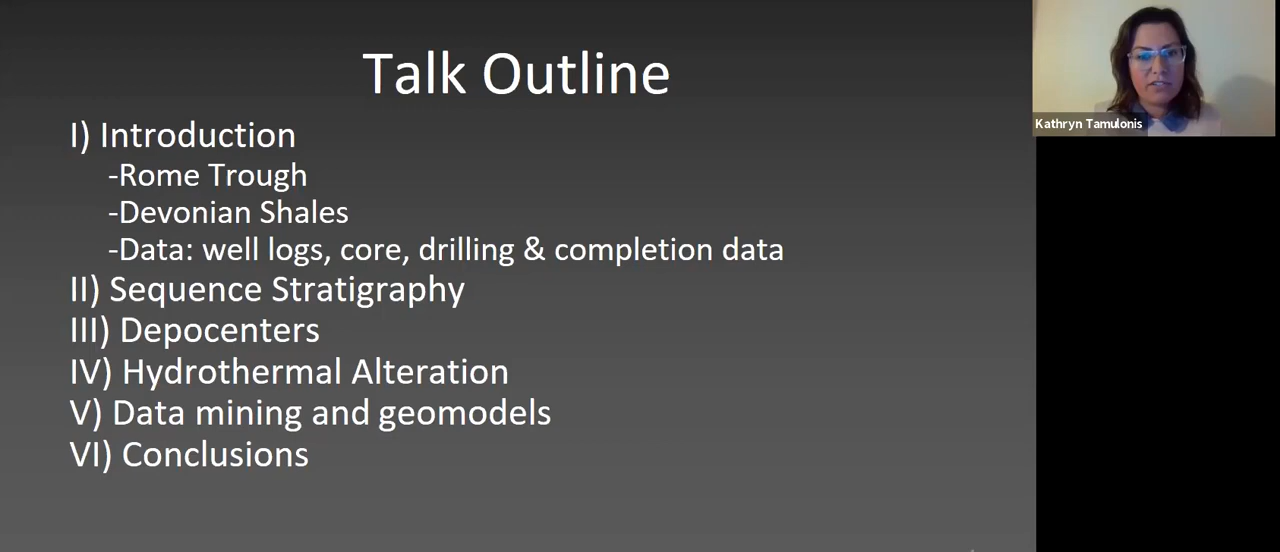 Talk Outline
I) Introduction
-Rome Trough
-Devonian Shales
-Data: well logs, core, drilling & completion data
II) Sequence Stratigraphy
III) Depocenters
IV) Hydrothermal Alteration
V) Data mining and geomodels
VI) Conclusions
Kathryn Tamulonis